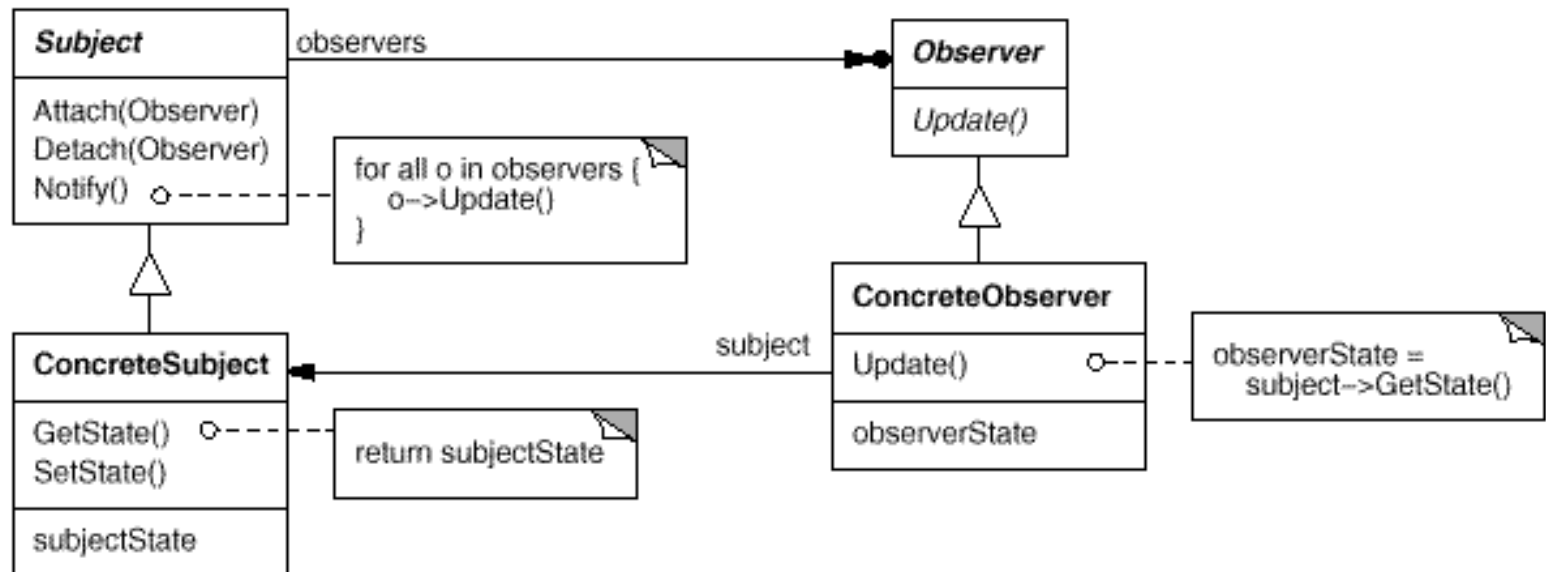 Subject
Attach(Observer)
Detach(Observer)
Notify()
observers
Observer
Update()
for all o in observers {
o->Update()
}
ConcreteSubject
GetState()
SetState()
subjectState
return subjectState
subject
ConcreteObserver
Update()
observerState
observerState =
subject->GetState()